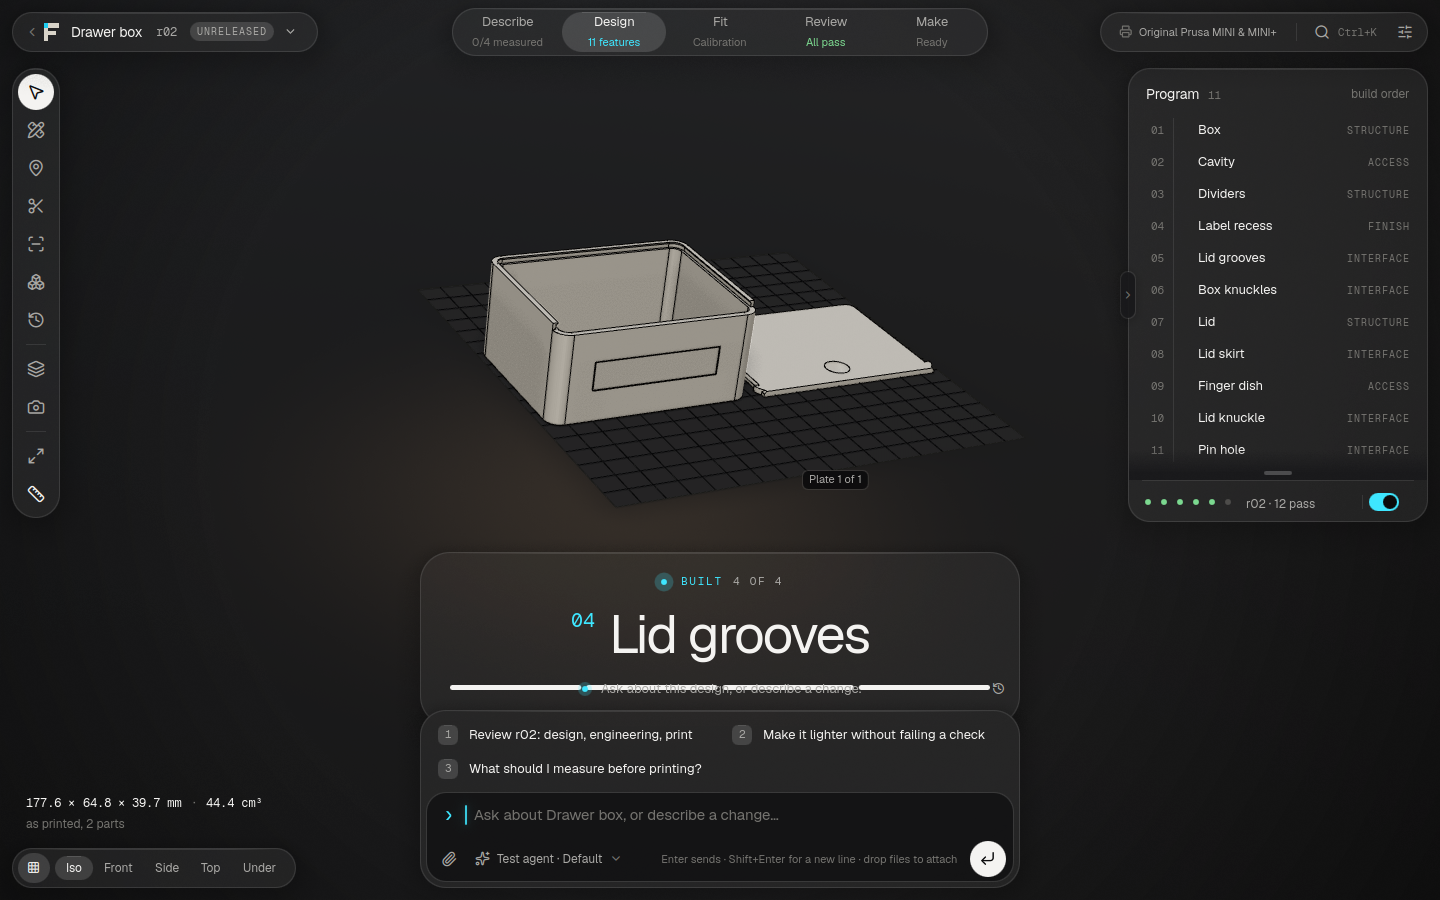 Drawer box r02 UNRELEASED
Describe
0/4 measured
Design
11 features
Fit
Calibration
Review
All pass
Make
Ready
Original Prusa MINI & MINI+
Ctrl+K
Program 11 build order
01 Box STRUCTURE
02 Cavity ACCESS
03 Dividers STRUCTURE
04 Label recess FINISH
05 Lid grooves INTERFACE
06 Box knuckles INTERFACE
07 Lid STRUCTURE
08 Lid skirt INTERFACE
09 Finger dish ACCESS
10 Lid knuckle INTERFACE
11 Pin hole INTERFACE
r02 · 12 pass
Plate 1 of 1
BUILT 4 OF 4
04 Lid grooves
Ask about this design, or describe a change.
1 Review r02: design, engineering, print
2 Make it lighter without failing a check
3 What should I measure before printing?
› Ask about Drawer box, or describe a change...
Test agent · Default
Enter sends · Shift+Enter for a new line · drop files to attach
177.6 × 64.8 × 39.7 mm · 44.4 cm³
as printed, 2 parts
Iso Front Side Top Under